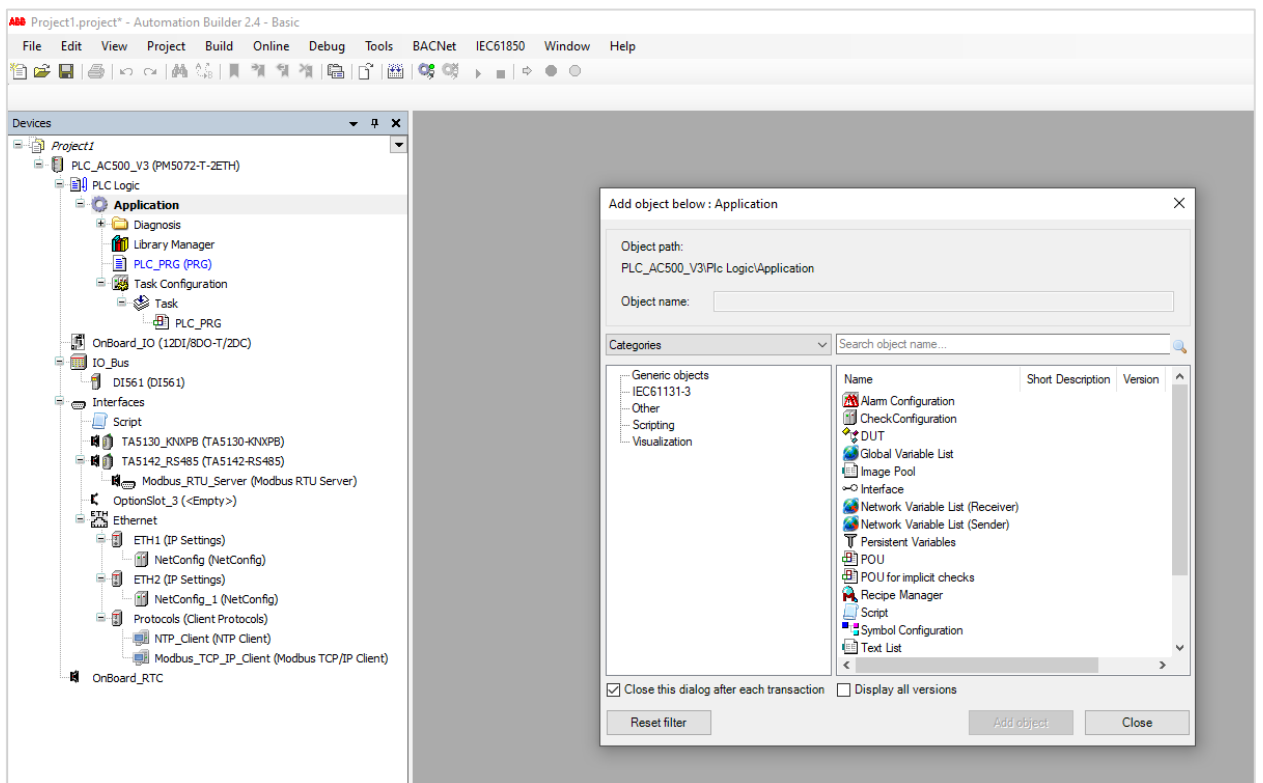 ABB Project1.project* - Automation Builder 2.4 - Basic
File Edit View Project Build Online Debug Tools BACNet IEC61850 Window Help
Devices
Project1
PLC_AC500_V3 (PM5072-T-2ETH)
PLC Logic
Application
Diagnosis
Library Manager
PLC_PRG (PRG)
Task Configuration
Task
PLC_PRG
OnBoard_IO (12DI/8DO-T/2DC)
IO_Bus
DI561 (DI561)
Interfaces
Script
TA5130_KNXPB (TA5130-KNXPB)
TA5142_RS485 (TA5142-RS485)
Modbus_RTU_Server (Modbus RTU Server)
OptionSlot_3 (<Empty>)
ETH Ethernet
ETH1 (IP Settings)
NetConfig (NetConfig)
ETH2 (IP Settings)
NetConfig_1 (NetConfig)
Protocols (Client Protocols)
NTP_Client (NTP Client)
Modbus_TCP_IP_Client (Modbus TCP/IP Client)
OnBoard_RTC
Add object below : Application
Object path:
PLC_AC500_V3\Plc Logic\Application
Object name:
Categories
Search object name...
Generic objects
IEC61131-3
Other
Scripting
Visualization
Name Short Description Version
Alarm Configuration
CheckConfiguration
DUT
Global Variable List
Image Pool
Interface
Network Variable List (Receiver)
Network Variable List (Sender)
Persistent Variables
POU
POU for implicit checks
Recipe Manager
Script
Symbol Configuration
Text List
Close this dialog after each transaction
Display all versions
Reset filter
Add object
Close